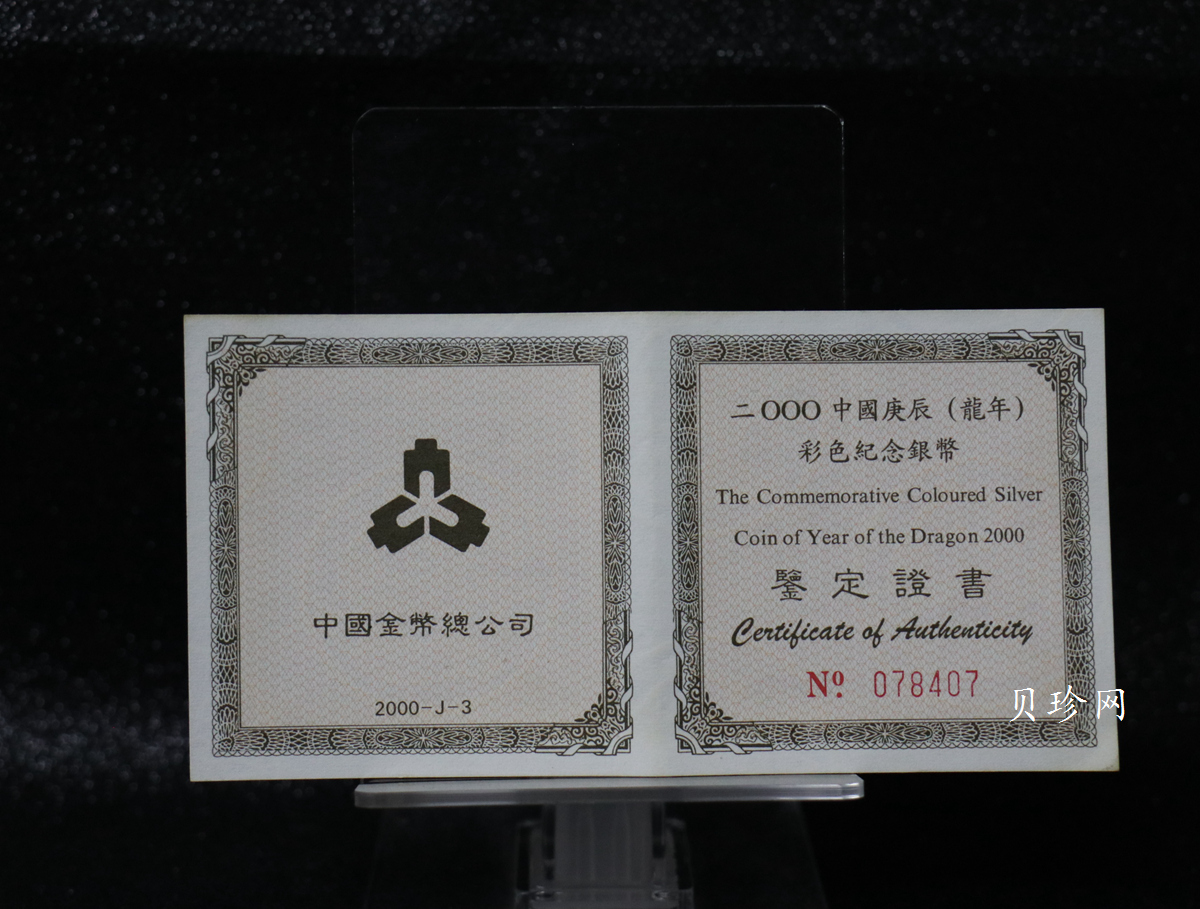 中國金幣總公司
2000-J-3
二OOO中國庚辰(龍年)
彩色紀念銀幣
The Commemorative Coloured Silver
Coin of Year of the Dragon 2000
鑒定證書
Certificate of Authenticity
Nº 078407
贝珍网